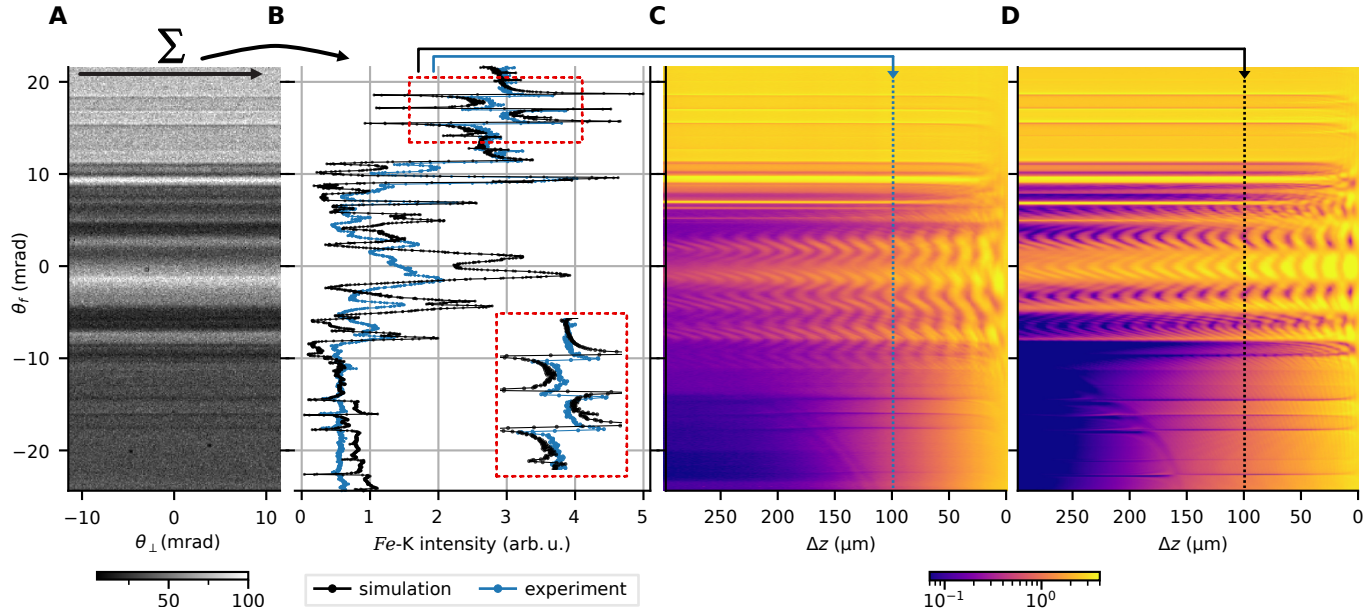 A
B
C
D
Σ
20
10
0
−10
−20
θf (mrad)
−10
0
10
θ⊥ (mrad)
0
1
2
3
4
5
Fe-K intensity (arb. u.)
250
200
150
100
50
0
Δz (μm)
250
200
150
100
50
0
Δz (μm)
50
100
simulation
experiment
10⁻¹
10⁰